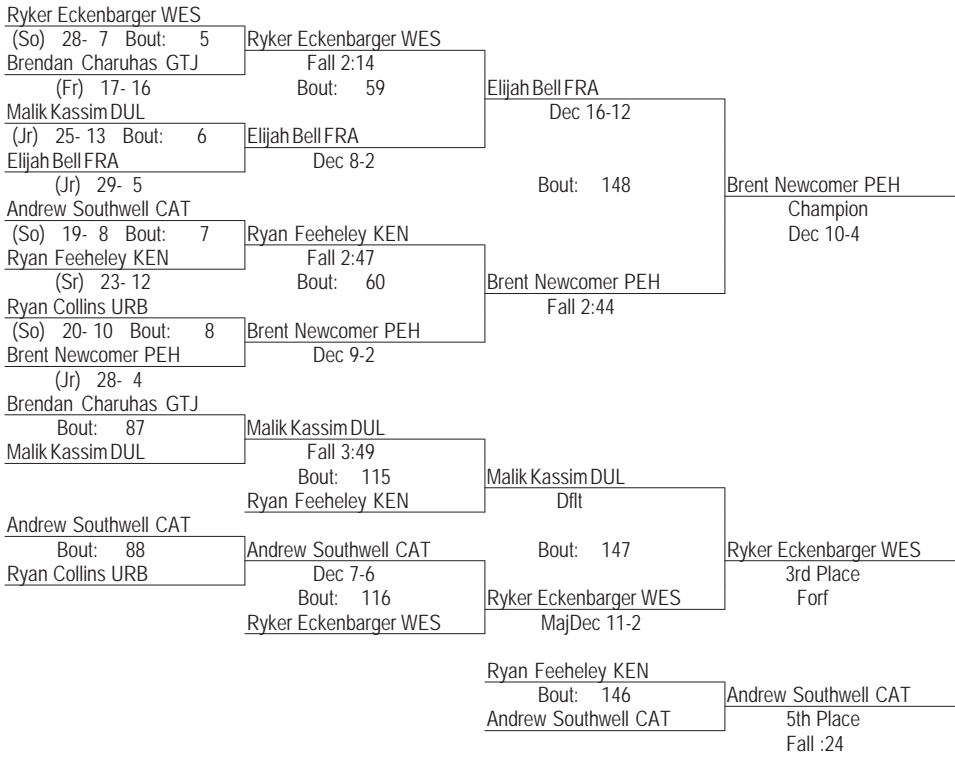 Ryker Eckenbarger WES
(So) 28- 7 Bout: 5 Ryker Eckenbarger WES
Brendan Charuhas GTJ Fall 2:14
(Fr) 17- 16 Bout: 59 Elijah Bell FRA
Malik Kassim DUL Dec 16-12
(Jr) 25- 13 Bout: 6 Elijah Bell FRA
Elijah Bell FRA Dec 8-2
(Jr) 29- 5 Bout: 148 Brent Newcomer PEH
Andrew Southwell CAT Champion
(So) 19- 8 Bout: 7 Ryan Feeheley KEN Dec 10-4
Ryan Feeheley KEN Fall 2:47
(Sr) 23- 12 Bout: 60 Brent Newcomer PEH
Ryan Collins URB Fall 2:44
(So) 20- 10 Bout: 8 Brent Newcomer PEH
Brent Newcomer PEH Dec 9-2
(Jr) 28- 4
Brendan Charuhas GTJ
Bout: 87 Malik Kassim DUL
Malik Kassim DUL Fall 3:49
Bout: 115 Malik Kassim DUL
Ryan Feeheley KEN Dflt
Andrew Southwell CAT
Bout: 88 Andrew Southwell CAT Bout: 147 Ryker Eckenbarger WES
Ryan Collins URB Dec 7-6 3rd Place
Bout: 116 Ryker Eckenbarger WES Forf
Ryker Eckenbarger WES MajDec 11-2
Ryan Feeheley KEN
Bout: 146 Andrew Southwell CAT
Andrew Southwell CAT 5th Place
Fall :24